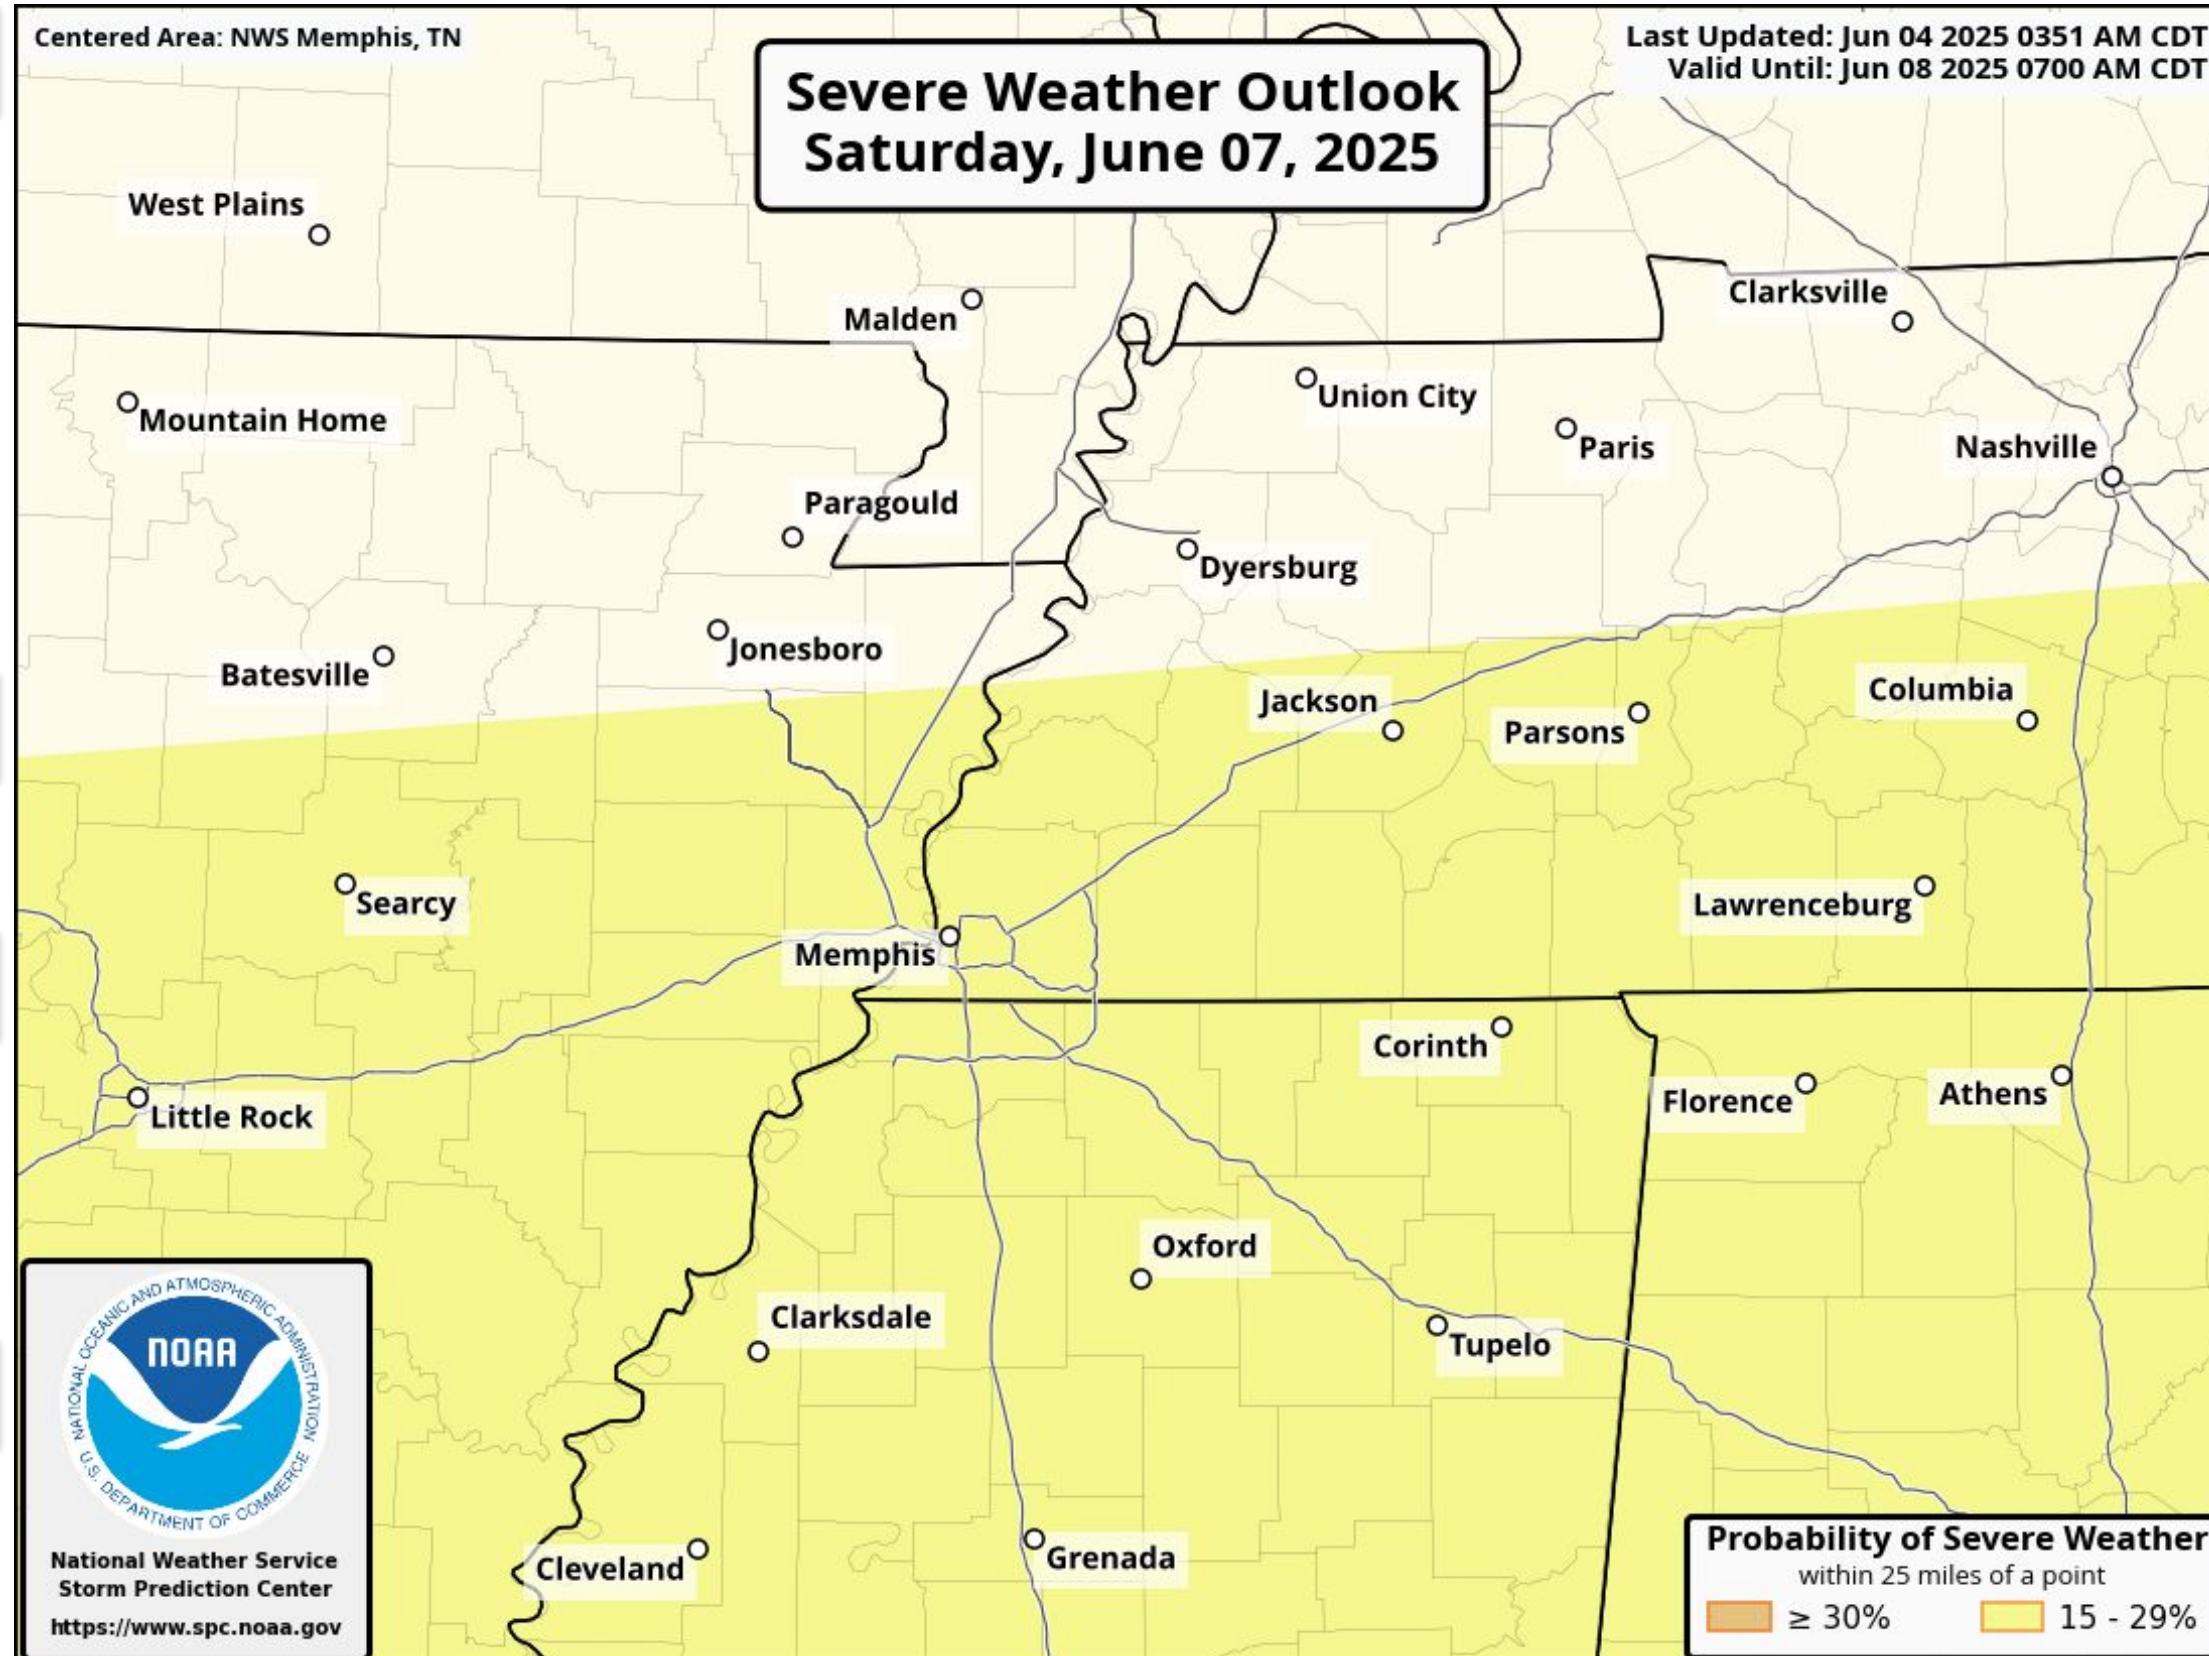 Centered Area: NWS Memphis, TN
Severe Weather Outlook
Saturday, June 07, 2025
Last Updated: Jun 04 2025 0351 AM CDT
Valid Until: Jun 08 2025 0700 AM CDT
West Plains
Malden
Clarksville
Mountain Home
Union City
Paris
Nashville
Paragould
Dyersburg
Jonesboro
Batesville
Jackson
Parsons
Columbia
Searcy
Memphis
Lawrenceburg
Corinth
Little Rock
Florence
Athens
Oxford
Clarksdale
Tupelo
Cleveland
Grenada
NATIONAL OCEANIC AND ATMOSPHERIC ADMINISTRATION
NOAA
U.S. DEPARTMENT OF COMMERCE
National Weather Service
Storm Prediction Center
https://www.spc.noaa.gov
Probability of Severe Weather
within 25 miles of a point
≥ 30% 15 - 29%